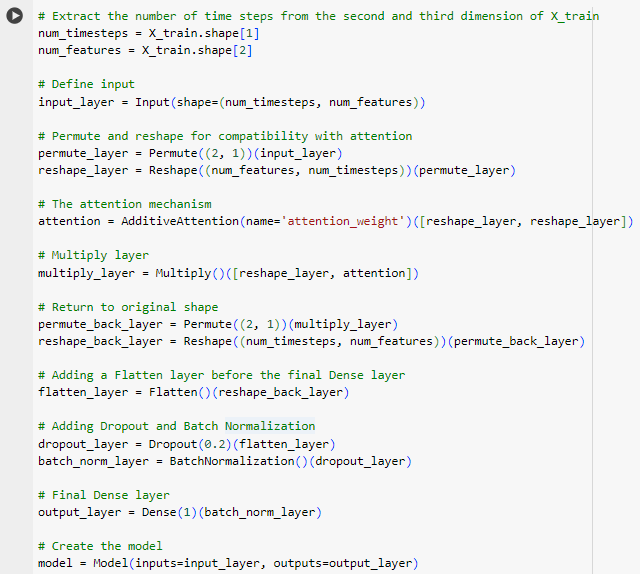 # Extract the number of time steps from the second and third dimension of X_train
num_timesteps = X_train.shape[1]
num_features = X_train.shape[2]
# Define input
input_layer = Input(shape=(num_timesteps, num_features))
# Permute and reshape for compatibility with attention
permute_layer = Permute((2, 1))(input_layer)
reshape_layer = Reshape((num_features, num_timesteps))(permute_layer)
# The attention mechanism
attention = AdditiveAttention(name='attention_weight')([reshape_layer, reshape_layer])
# Multiply layer
multiply_layer = Multiply()([reshape_layer, attention])
# Return to original shape
permute_back_layer = Permute((2, 1))(multiply_layer)
reshape_back_layer = Reshape((num_timesteps, num_features))(permute_back_layer)
# Adding a Flatten layer before the final Dense layer
flatten_layer = Flatten()(reshape_back_layer)
# Adding Dropout and Batch Normalization
dropout_layer = Dropout(0.2)(flatten_layer)
batch_norm_layer = BatchNormalization()(dropout_layer)
# Final Dense layer
output_layer = Dense(1)(batch_norm_layer)
# Create the model
model = Model(inputs=input_layer, outputs=output_layer)